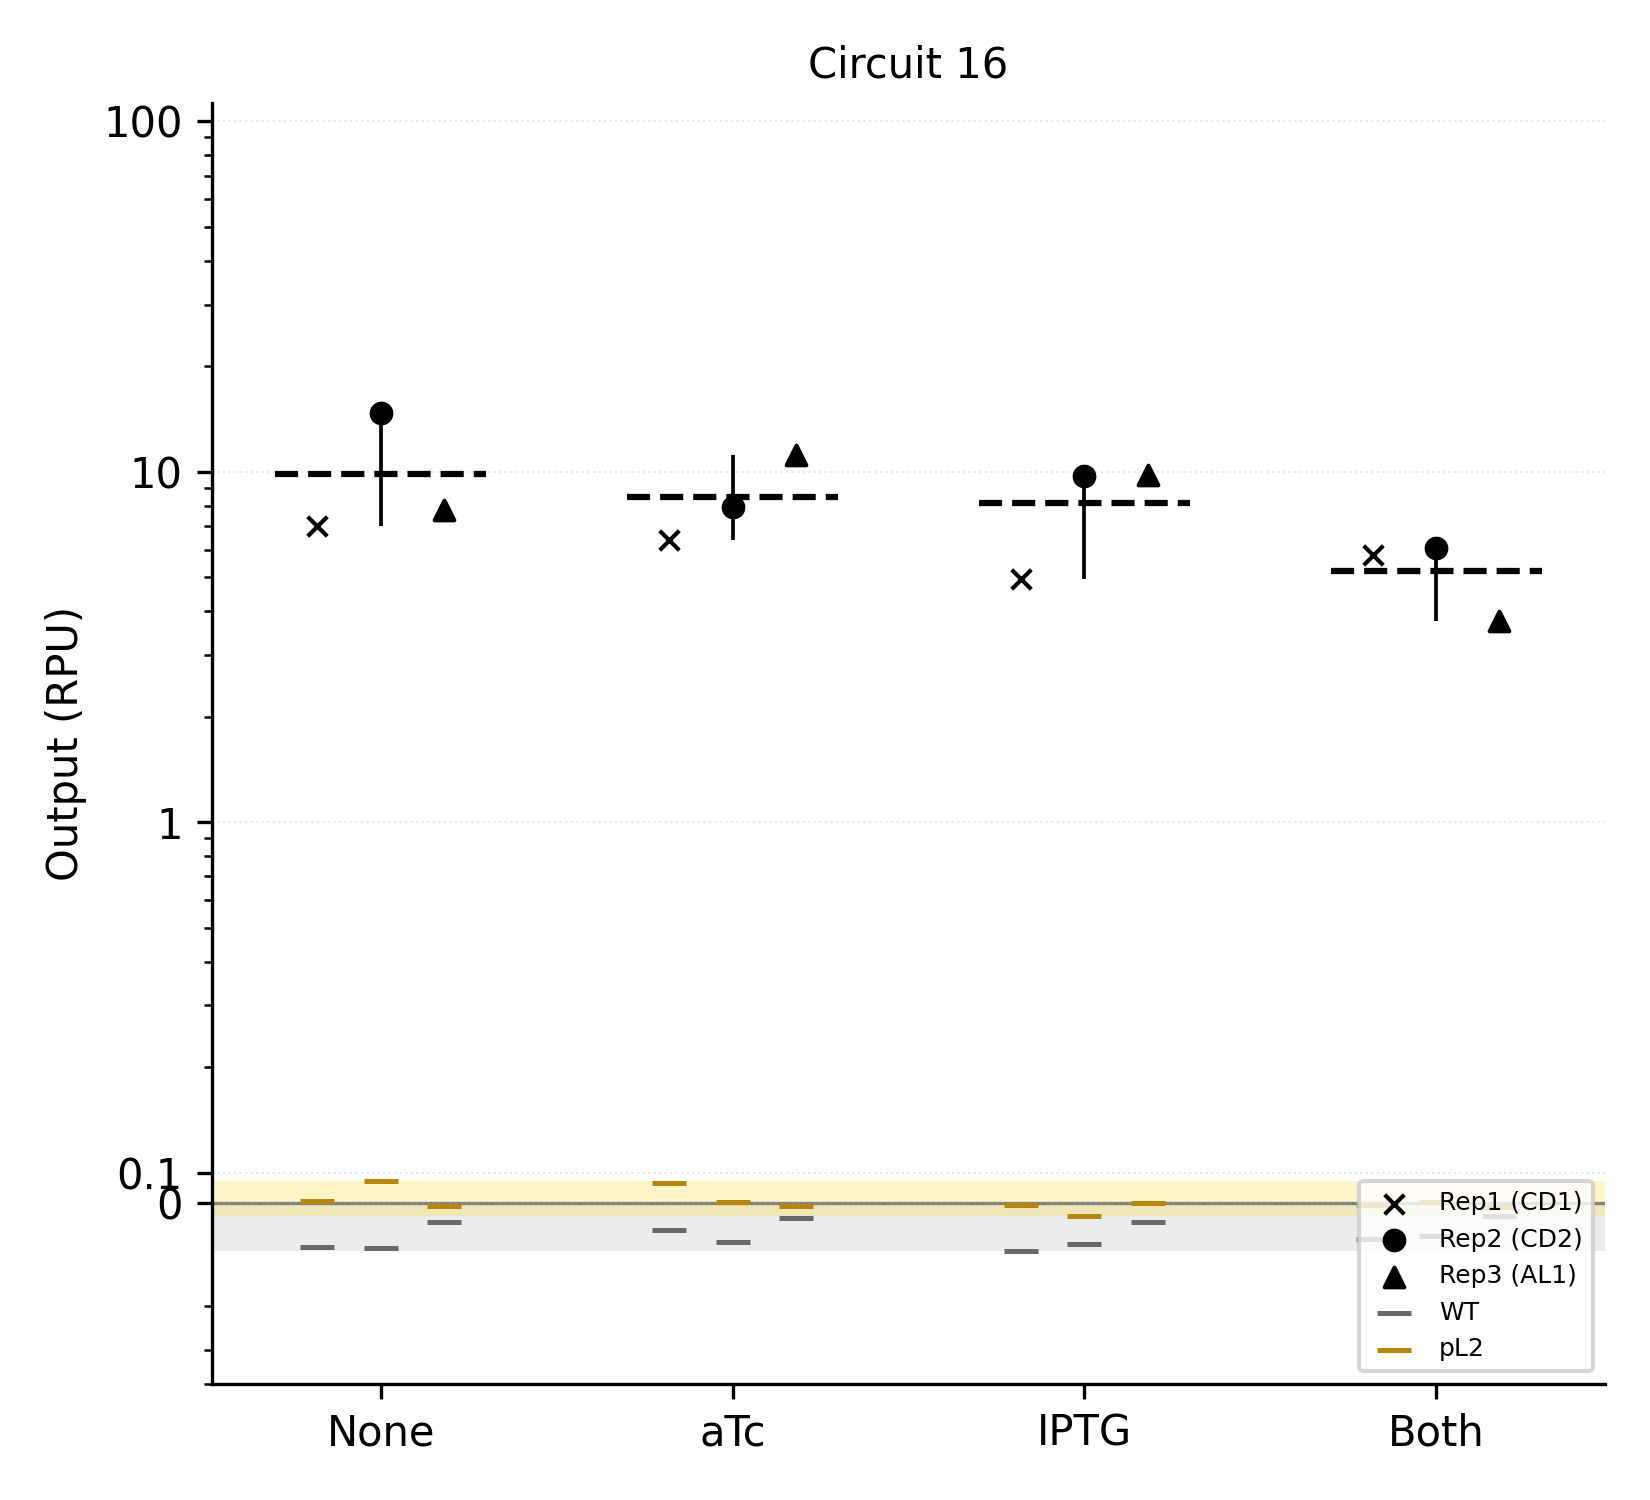 Circuit 16
Output (RPU)
100
10
1
0.1
0
None
aTc
IPTG
Both
Rep1 (CD1)
Rep2 (CD2)
Rep3 (AL1)
WT
pL2